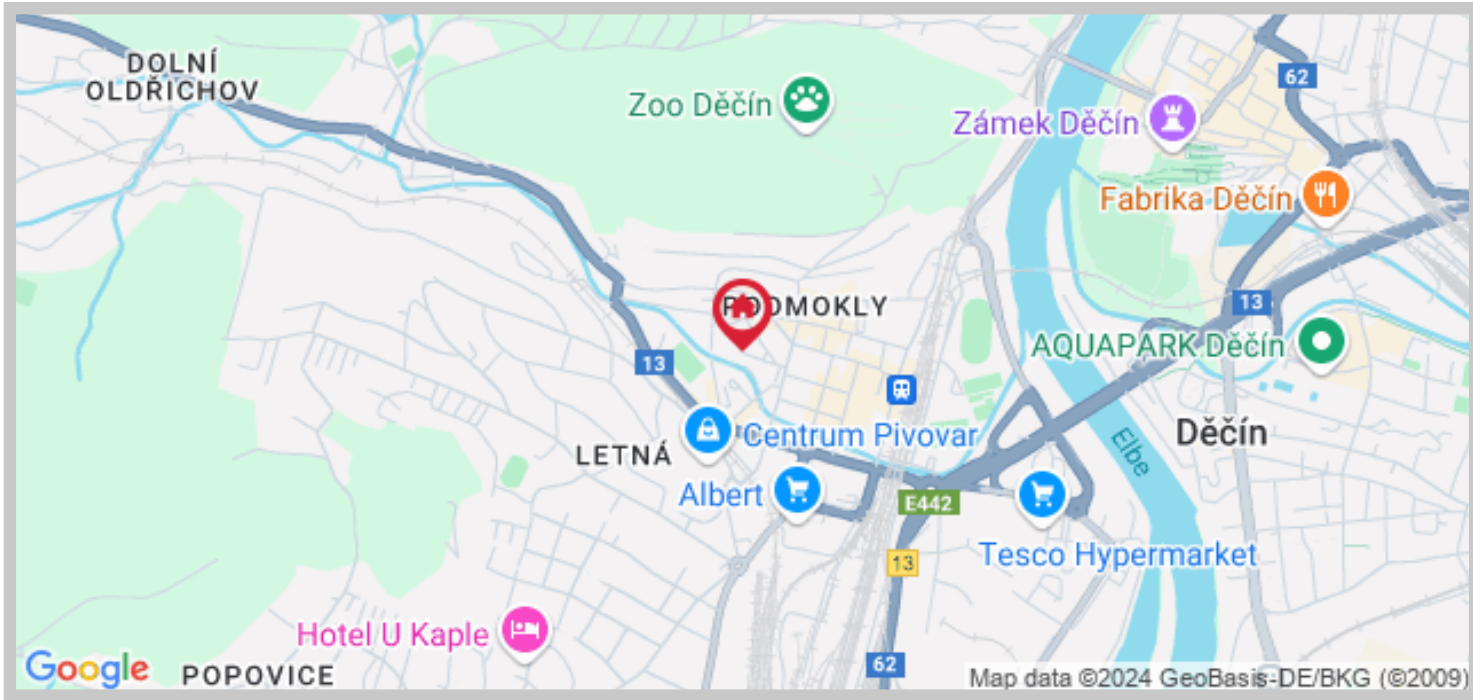 DOLNÍ
OLDŘICHOV
Zoo Děčín
62
Zámek Děčín
Fabrika Děčín
13
PODMOKLY
AQUAPARK Děčín
13
LETNÁ
Centrum Pivovar
Děčín
Elbe
Albert
E442
Tesco Hypermarket
13
Hotel U Kaple
62
Google
POPOVICE
Map data ©2024 GeoBasis-DE/BKG (©2009)